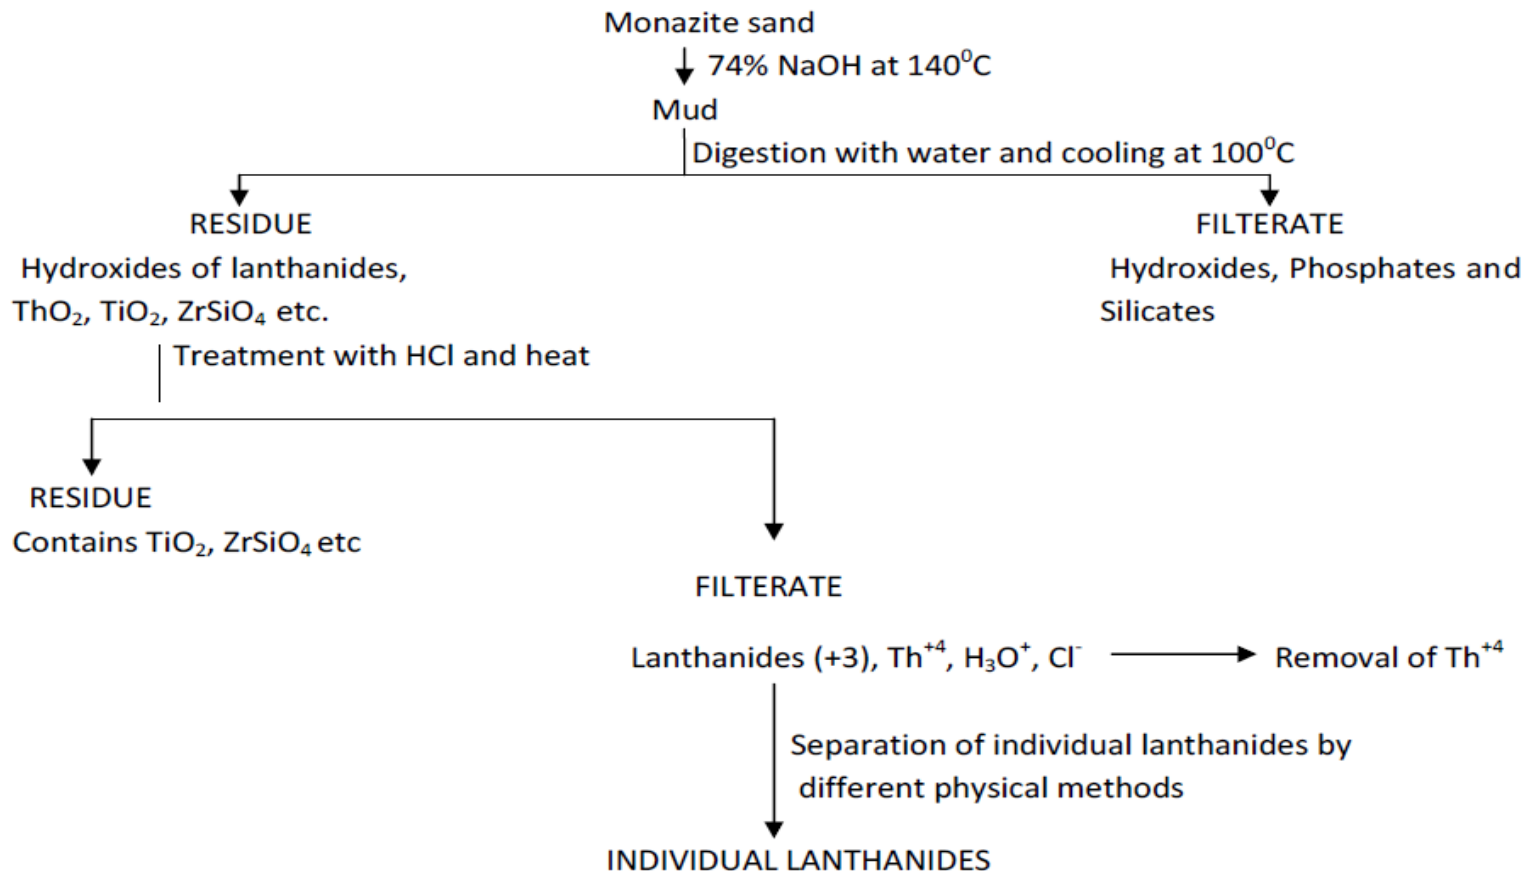 Monazite sand
74% NaOH at 140⁰C
Mud
Digestion with water and cooling at 100⁰C
RESIDUE
FILTERATE
Hydroxides of lanthanides,
Hydroxides, Phosphates and
ThO₂, TiO₂, ZrSiO₄ etc.
Silicates
Treatment with HCl and heat
RESIDUE
Contains TiO₂, ZrSiO₄ etc
FILTERATE
Lanthanides (+3), Th⁺⁴, H₃O⁺, Cl⁻
Removal of Th⁺⁴
Separation of individual lanthanides by
different physical methods
INDIVIDUAL LANTHANIDES